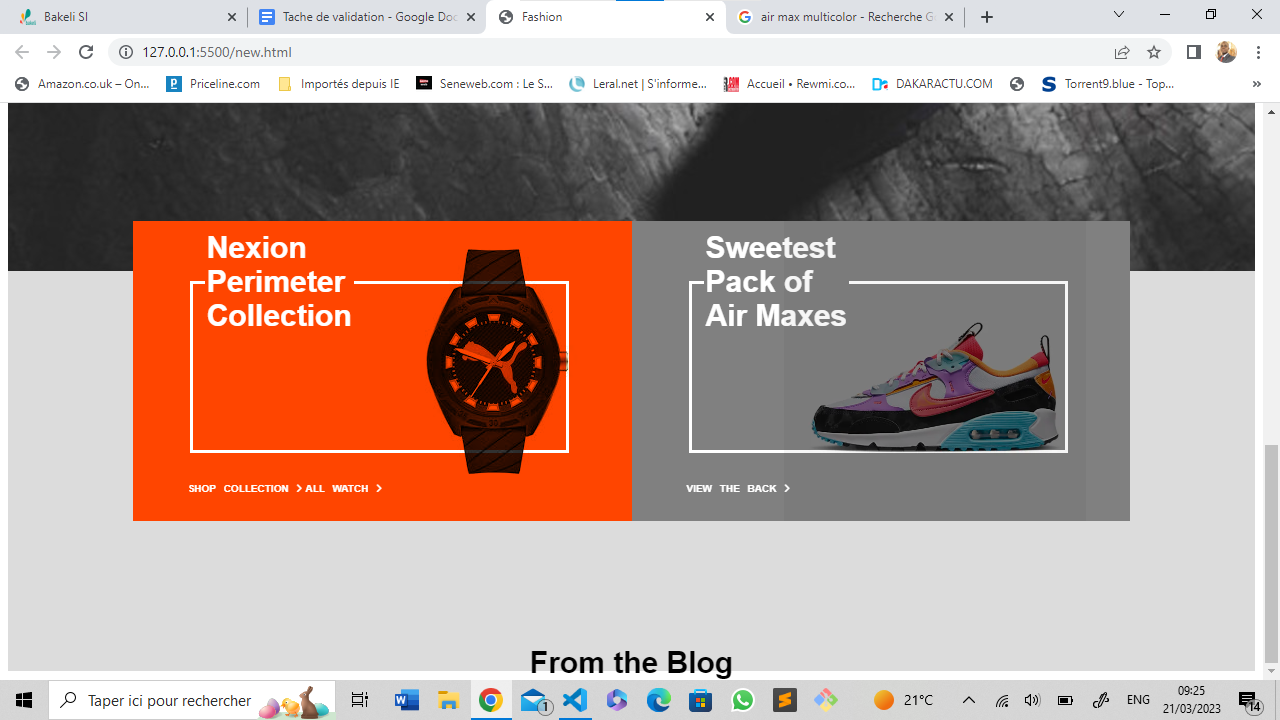 Bakeli SI
Tache de validation - Google Doc
Fashion
air max multicolor - Recherche G
127.0.0.1:5500/new.html
Amazon.co.uk – On...
Priceline.com
Importés depuis IE
Seneweb.com : Le S...
Leral.net | S'informe...
Accueil • Rewmi.co...
DAKARACTU.COM
Torrent9.blue - Top...
»
Nexion
Perimeter
Collection
SHOP COLLECTION >
ALL WATCH >
Sweetest
Pack of
Air Maxes
VIEW THE BACK >
From the Blog
Taper ici pour rechercher
1
21°C
ENG
09:25
21/03/2023
14